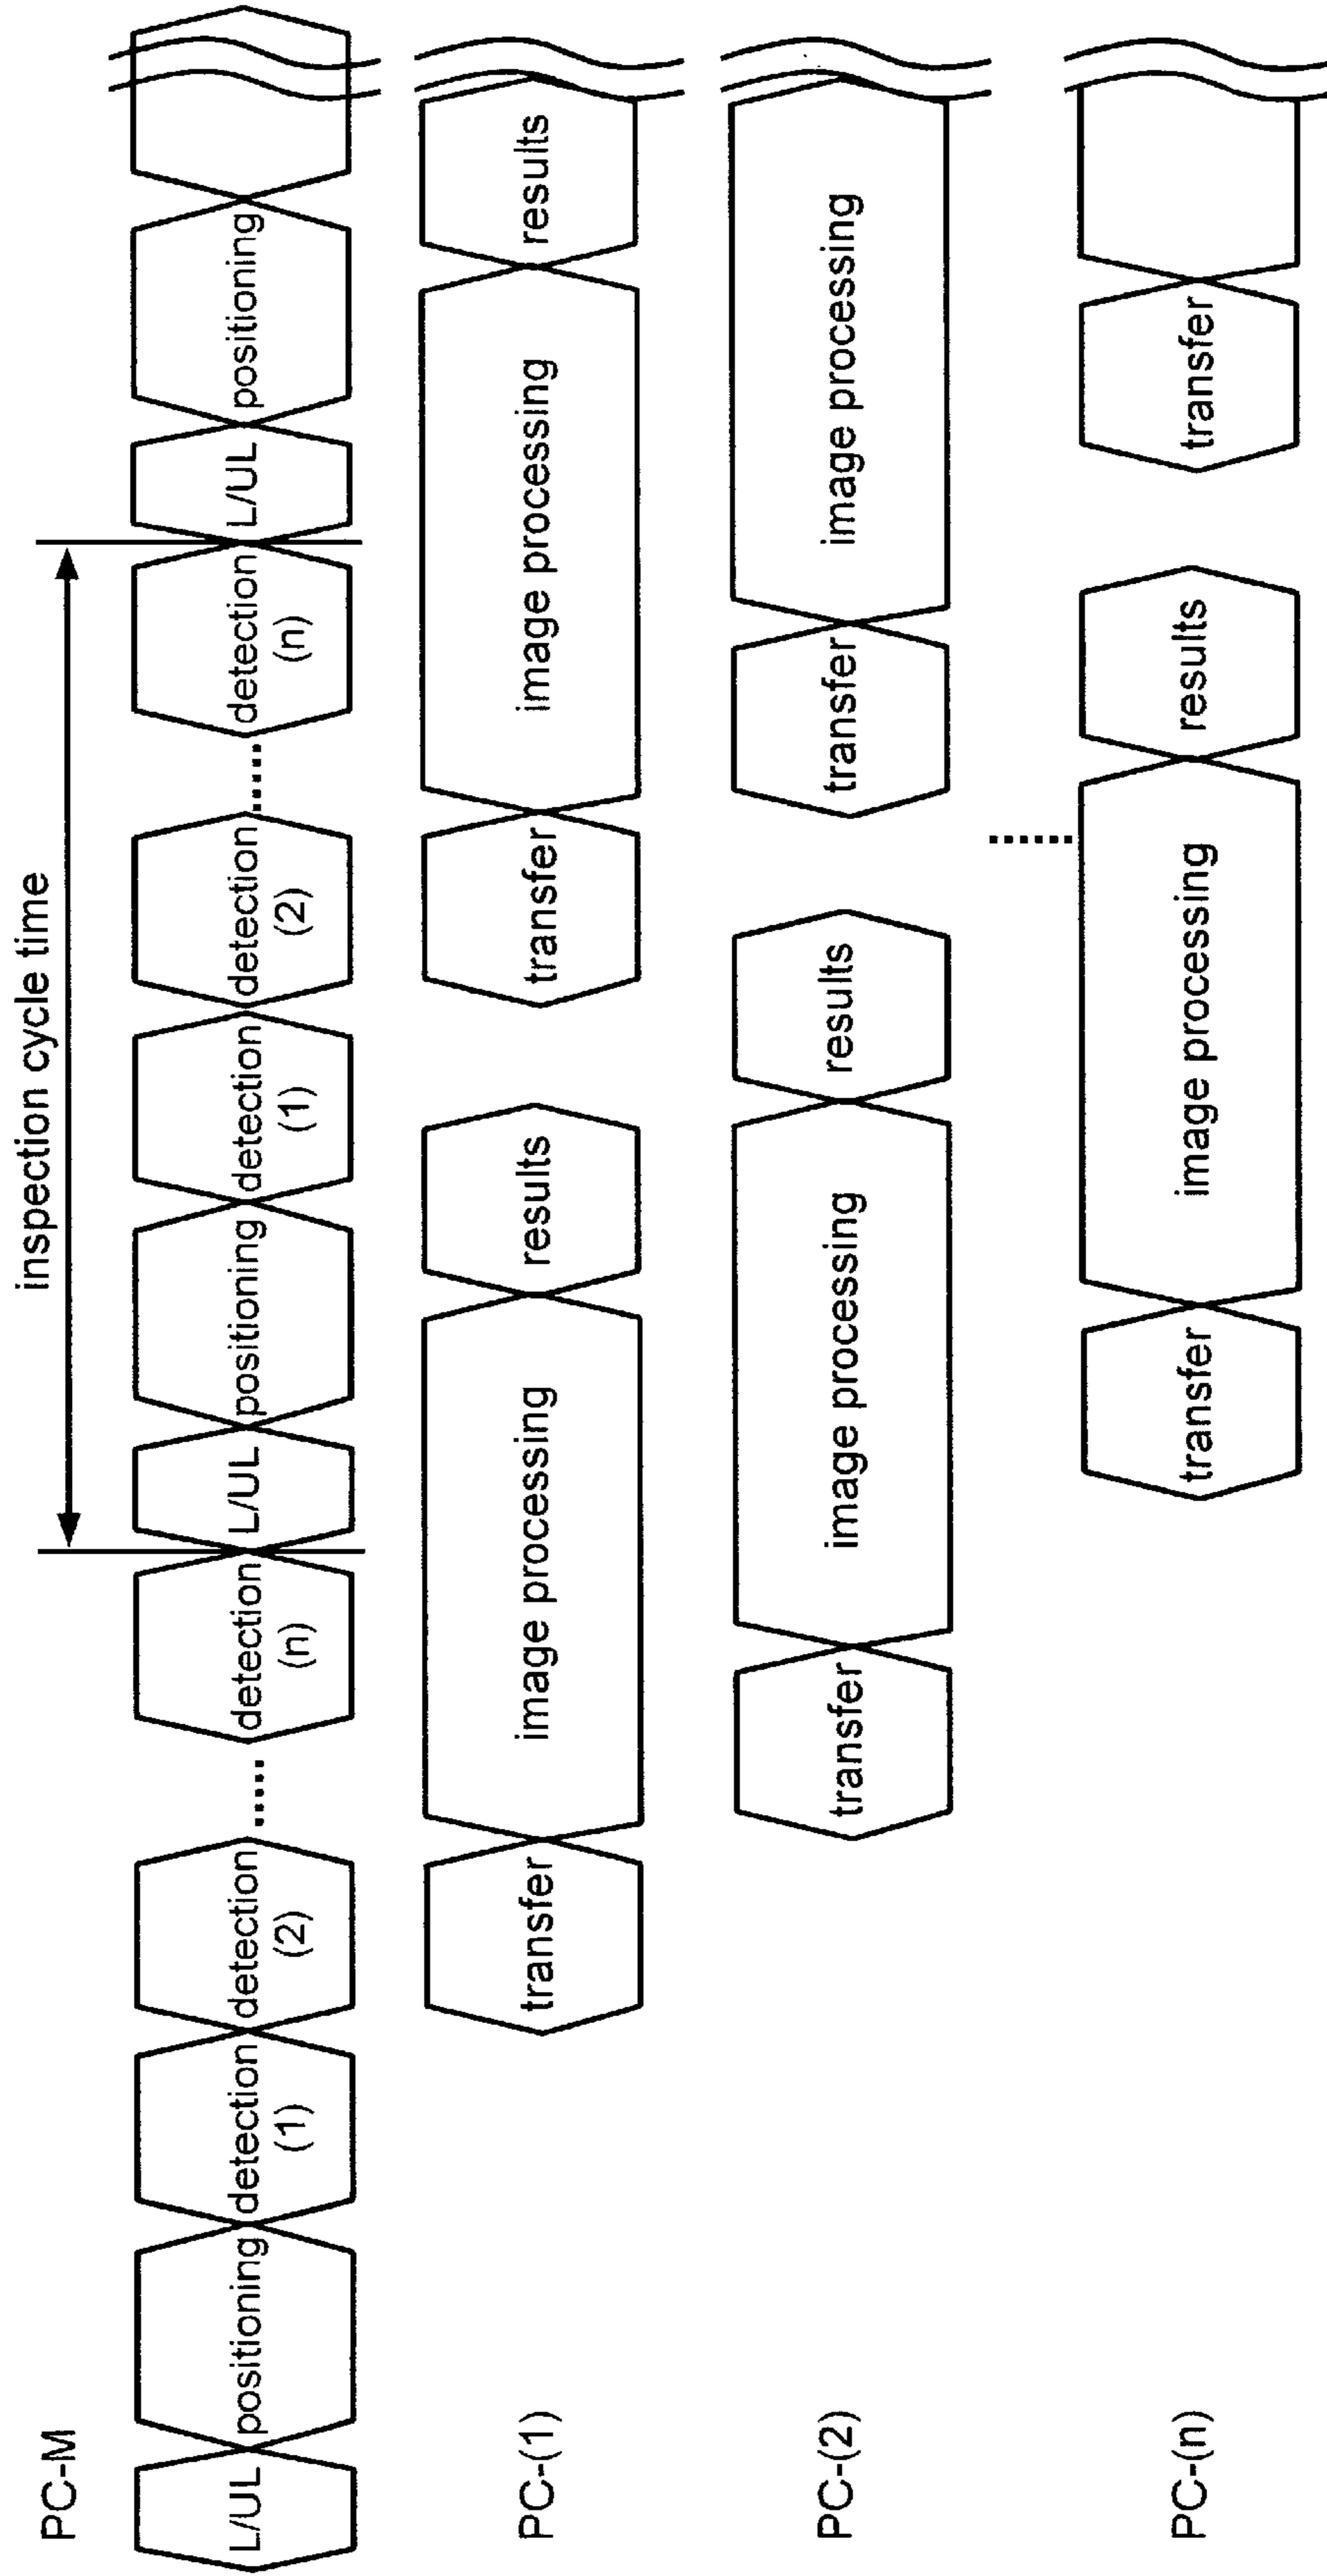 inspection cycle time
PC-M
L/UL
positioning
detection
(1)
detection
(2)
detection
(n)
L/UL
positioning
detection
(1)
detection
(2)
detection
(n)
L/UL
positioning
PC-(1)
transfer
image processing
results
transfer
image processing
results
PC-(2)
transfer
image processing
results
transfer
image processing
PC-(n)
transfer
image processing
results
transfer